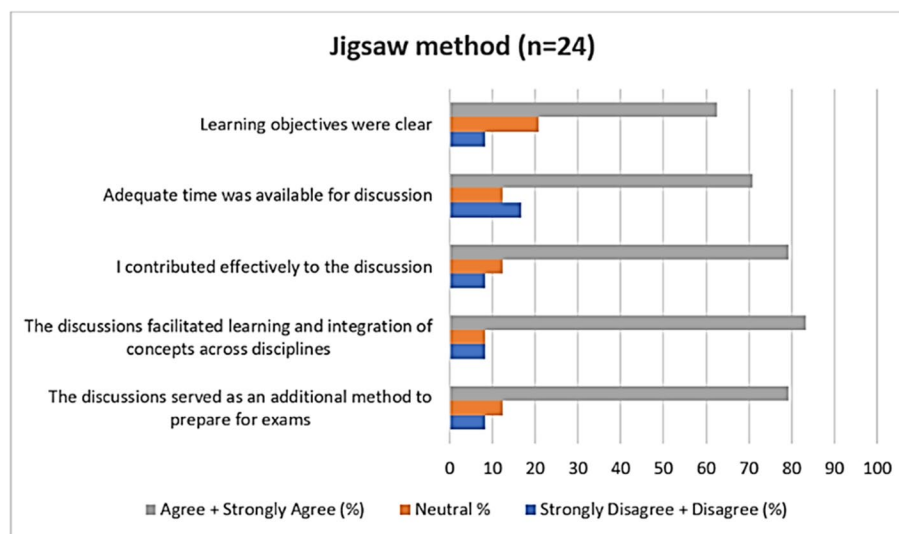 Jigsaw method (n=24)
Learning objectives were clear
Adequate time was available for discussion
I contributed effectively to the discussion
The discussions facilitated learning and integration of
concepts across disciplines
The discussions served as an additional method to
prepare for exams
0 10 20 30 40 50 60 70 80 90 100
Agree + Strongly Agree (%) Neutral % Strongly Disagree + Disagree (%)